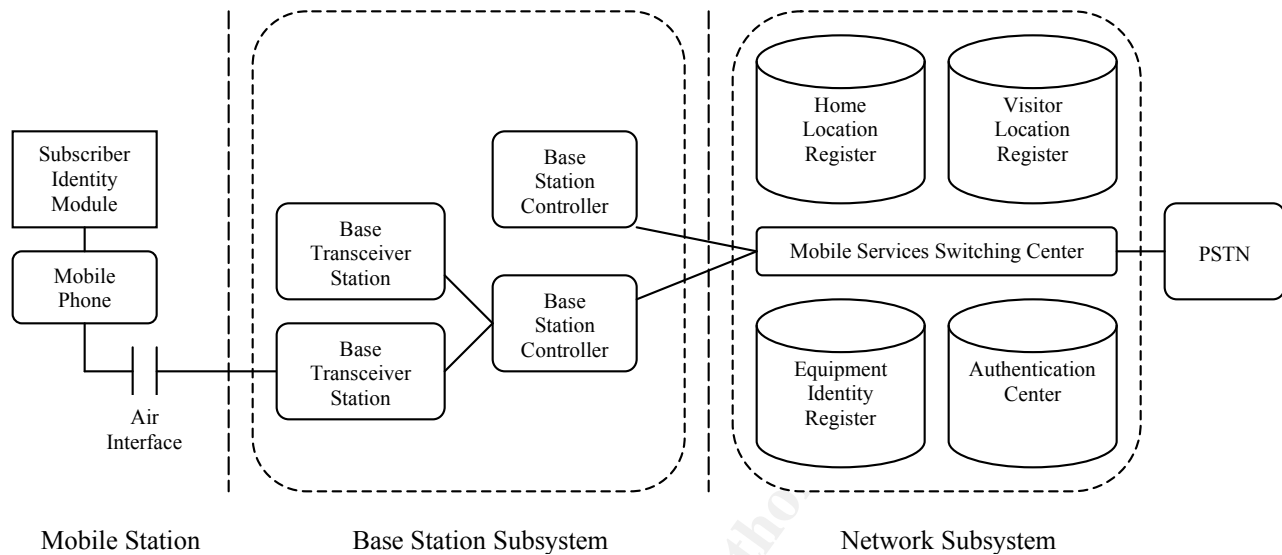 Subscriber
Identity
Module
Mobile
Phone
Air
Interface
Base
Transceiver
Station
Base
Transceiver
Station
Base
Station
Controller
Base
Station
Controller
Home
Location
Register
Visitor
Location
Register
Mobile Services Switching Center
Equipment
Identity
Register
Authentication
Center
PSTN
Mobile Station
Base Station Subsystem
Network Subsystem